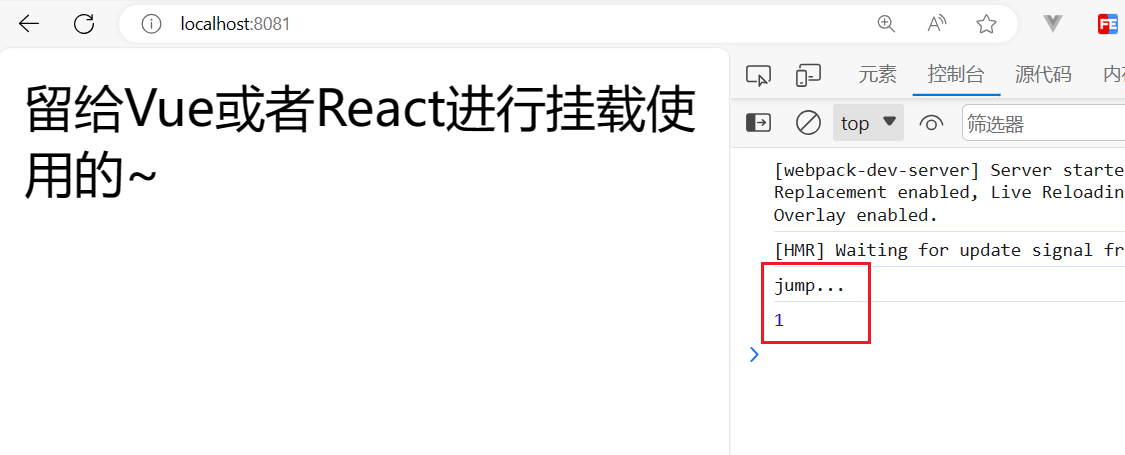 localhost:8081
留给Vue或者React进行挂载使
用的~
元素 控制台 源代码
top 筛选器
[webpack-dev-server] Server starte
Replacement enabled, Live Reloadin
Overlay enabled.
[HMR] Waiting for update signal fr
jump...
1